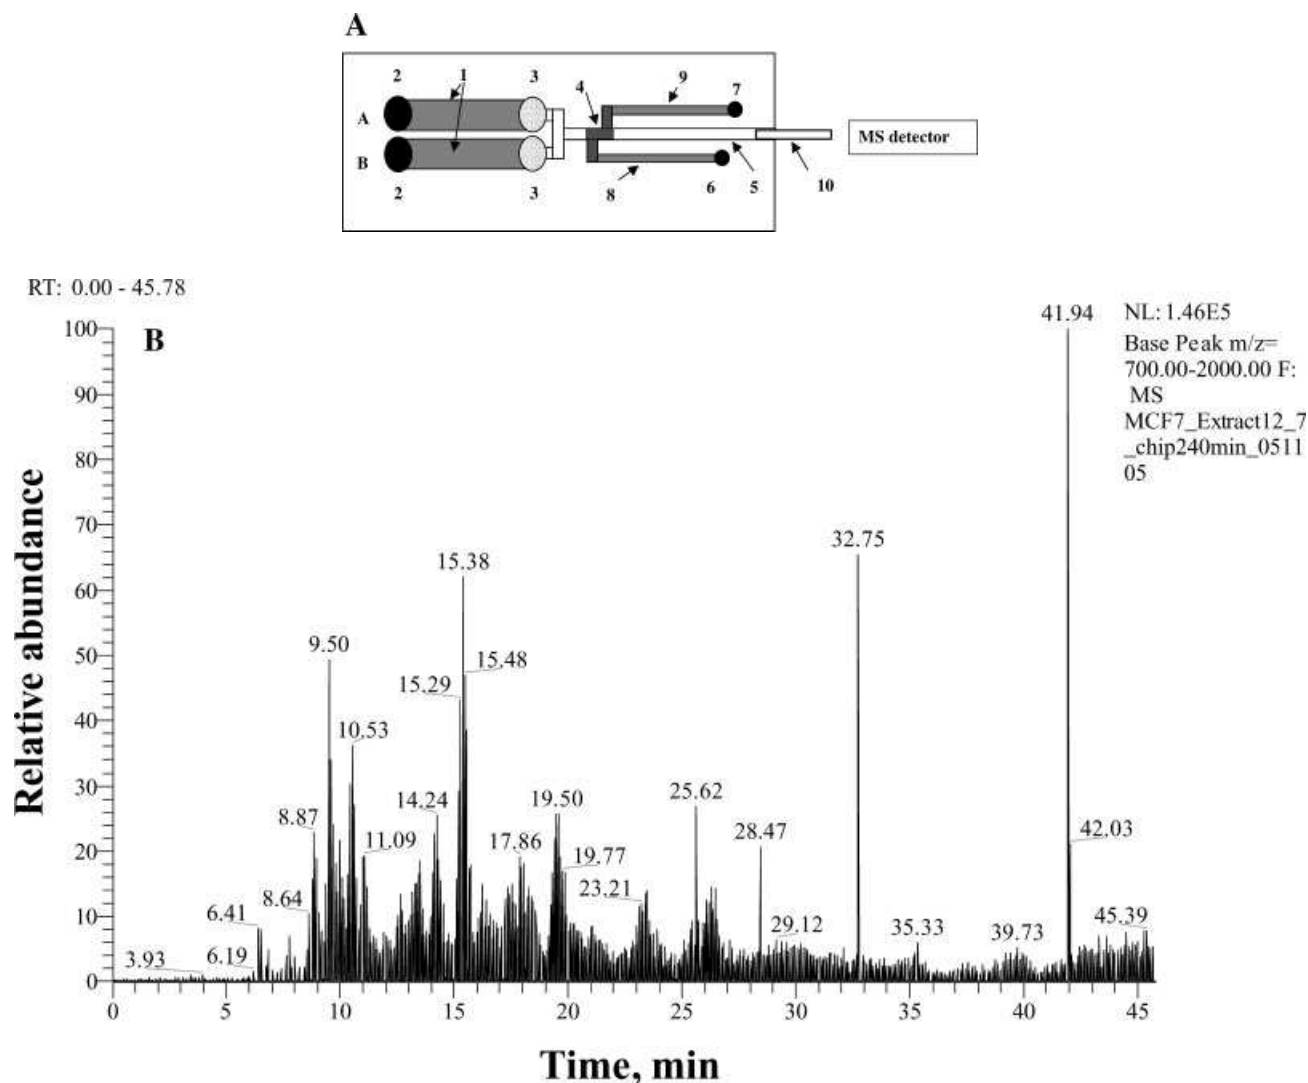 A
2 1 3 4 9 7
A
MS detector
B
2 3 8 6 5 10
RT: 0.00 - 45.78
41.94
NL: 1.46E5
Base Peak m/z=
700.00-2000.00 F:
MS
MCF7_Extract12_7
_chip240min_0511
05
B
100
90
80
70
60
50
40
30
20
10
0
Relative abundance
32.75
15.38
9.50
15.48
15.29
10.53
25.62
19.50
14.24
8.87
28.47
42.03
11.09
17.86
19.77
23.21
8.64
6.41
29.12
35.33
39.73
45.39
3.93
6.19
0 5 10 15 20 25 30 35 40 45
Time, min